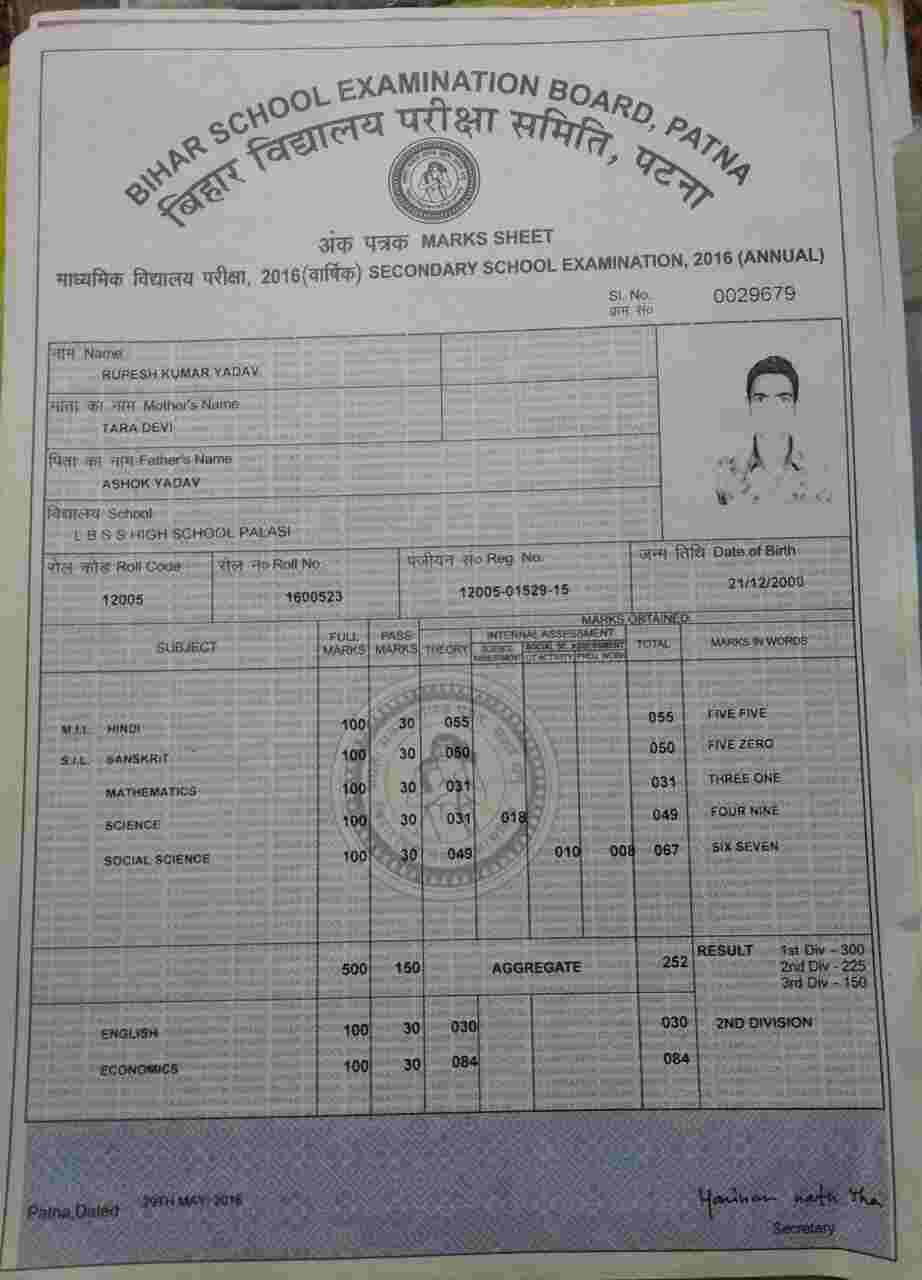 BIHAR SCHOOL EXAMINATION BOARD, PATNA
बिहार विद्यालय परीक्षा समिति, पटना
अंक पत्रक MARKS SHEET
माध्यमिक विद्यालय परीक्षा, 2016(वार्षिक) SECONDARY SCHOOL EXAMINATION, 2016 (ANNUAL)
Sl. No. 0029679
क्रम सं०
नाम Name
RUPESH KUMAR YADAV
माता का नाम Mother's Name
TARA DEVI
पिता का नाम Father's Name
ASHOK YADAV
विद्यालय School
L B S S HIGH SCHOOL PALASI
रोल कोड Roll Code रोल न० Roll No. पंजीयन सं० Reg. No. जन्म तिथि Date of Birth
12005 1600523 12005-01529-15 21/12/2000
MARKS OBTAINED
SUBJECT FULL MARKS PASS MARKS THEORY INTERNAL ASSESSMENT TOTAL MARKS IN WORDS
M.I.L. HINDI 100 30 055 055 FIVE FIVE
S.I.L. SANSKRIT 100 30 050 050 FIVE ZERO
MATHEMATICS 100 30 031 031 THREE ONE
SCIENCE 100 30 031 018 049 FOUR NINE
SOCIAL SCIENCE 100 30 049 010 008 067 SIX SEVEN
500 150 AGGREGATE 252 RESULT 1st Div - 300
2nd Div - 225
3rd Div - 150
ENGLISH 100 30 030 030 2ND DIVISION
ECONOMICS 100 30 084 084
Patna,Dated 29TH MAY, 2016
Secretary